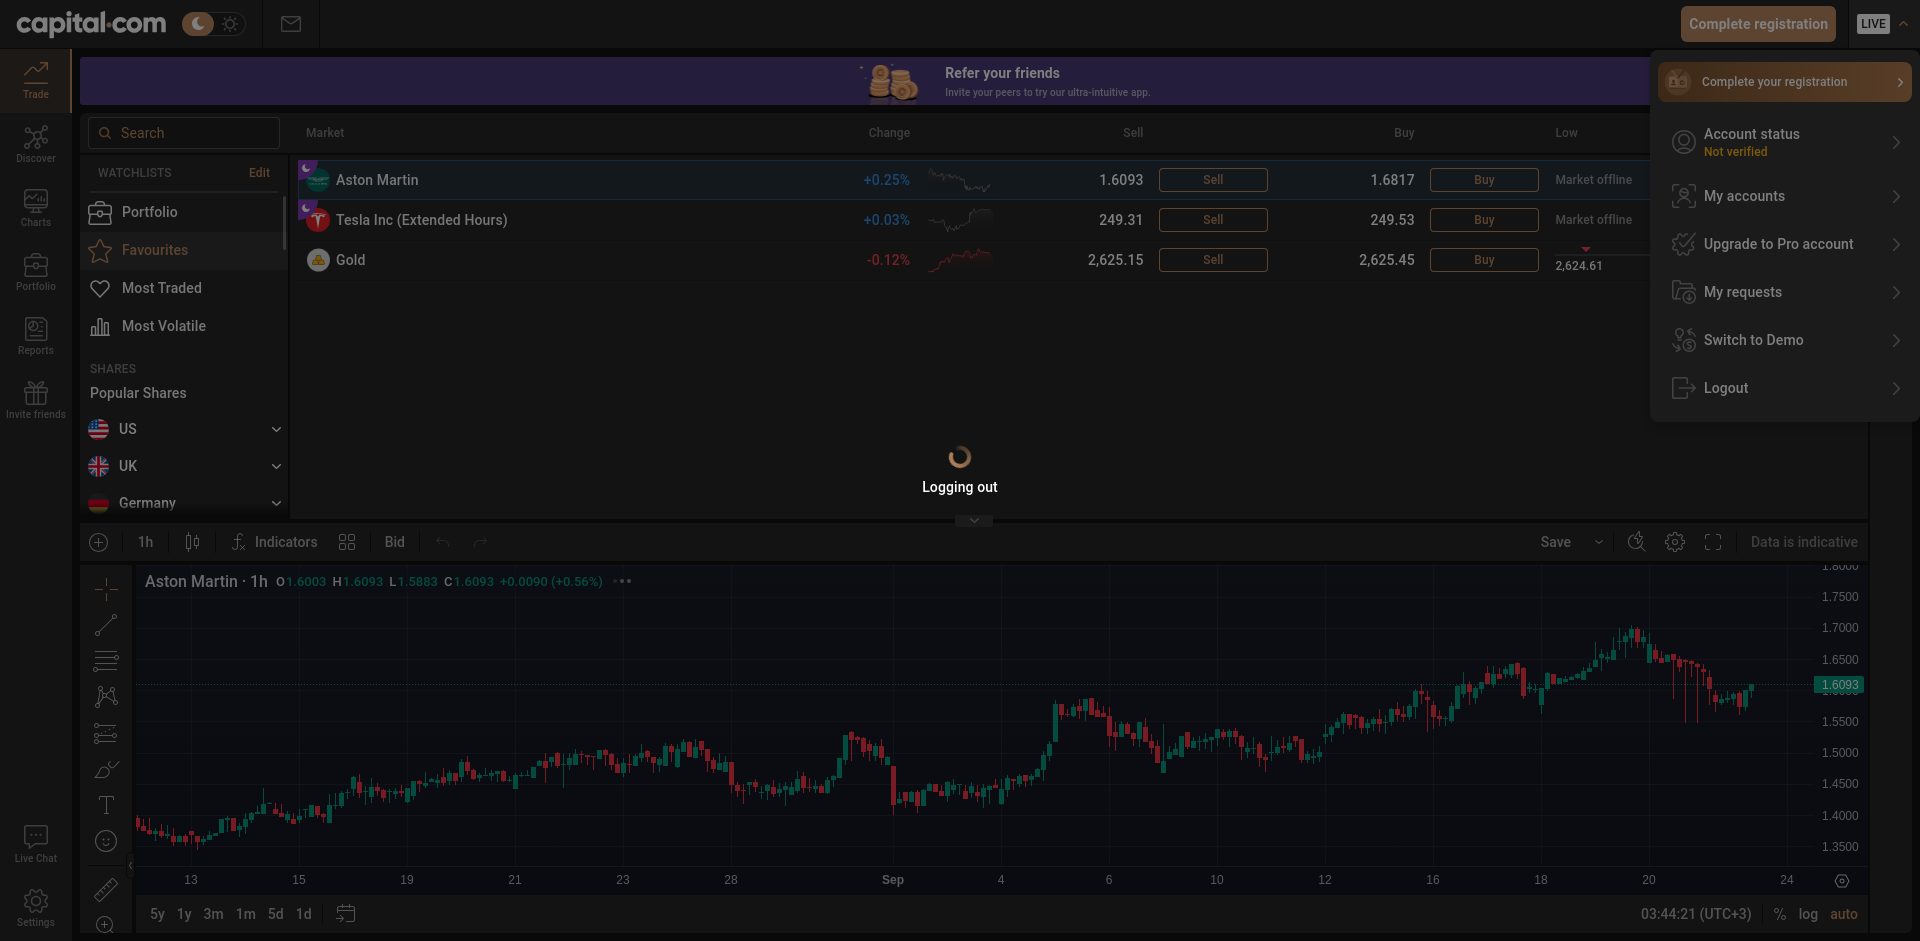 capital.com
Complete registration
LIVE
Trade
Discover
Charts
Portfolio
Reports
Invite friends
Live Chat
Settings
Refer your friends
Invite your peers to try our ultra-intuitive app.
Search
WATCHLISTS Edit
Portfolio
Favourites
Most Traded
Most Volatile
SHARES
Popular Shares
US
UK
Germany
Market Change Sell Buy Low
Aston Martin +0.25% 1.6093 Sell 1.6817 Buy Market offline
Tesla Inc (Extended Hours) +0.03% 249.31 Sell 249.53 Buy Market offline
Gold -0.12% 2,625.15 Sell 2,625.45 Buy 2,624.61
Complete your registration
Account status
Not verified
My accounts
Upgrade to Pro account
My requests
Switch to Demo
Logout
Logging out
1h Indicators Bid Save Data is indicative
Aston Martin · 1h O1.6003 H1.6093 L1.5883 C1.6093 +0.0090 (+0.56%)
1.8000
1.7500
1.7000
1.6500
1.6093
1.5500
1.5000
1.4500
1.4000
1.3500
13 15 19 21 23 28 Sep 4 6 10 12 16 18 20 24
5y 1y 3m 1m 5d 1d 03:44:21 (UTC+3) % log auto